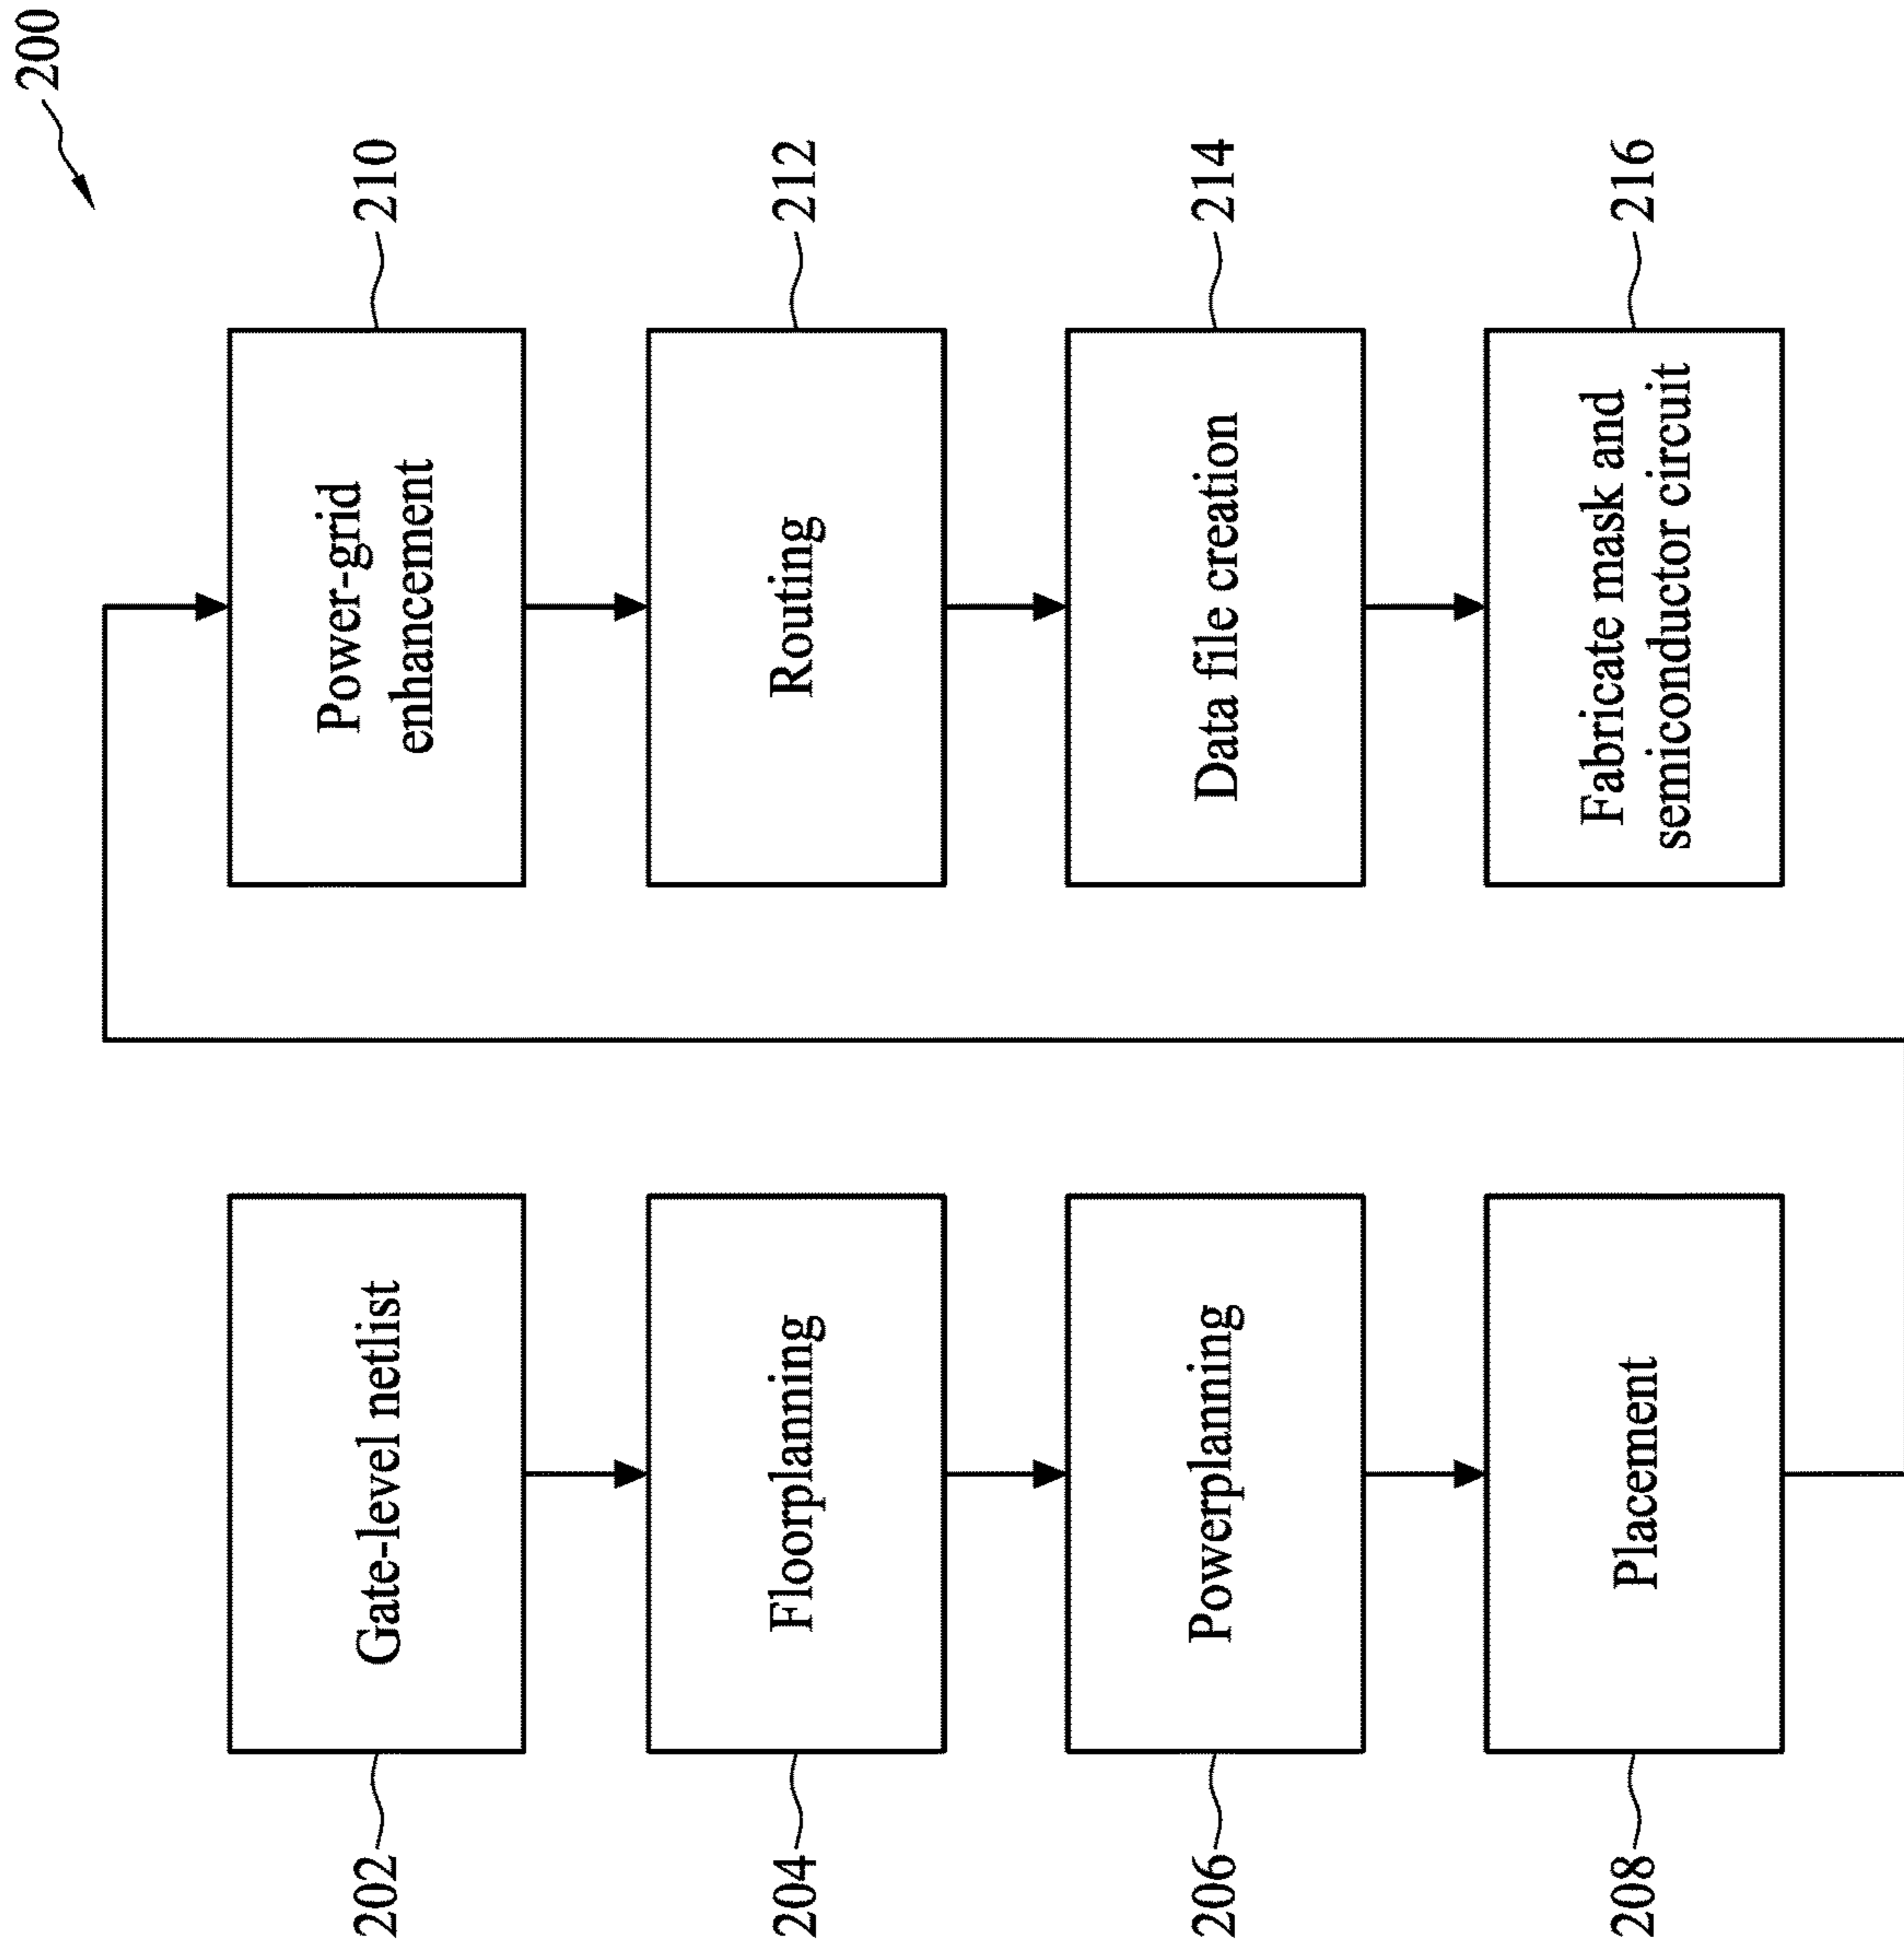 200
202
Gate-level netlist
204
Floorplanning
206
Powerplanning
208
Placement
210
Power-grid
enhancement
212
Routing
214
Data file creation
216
Fabricate mask and
semiconductor circuit